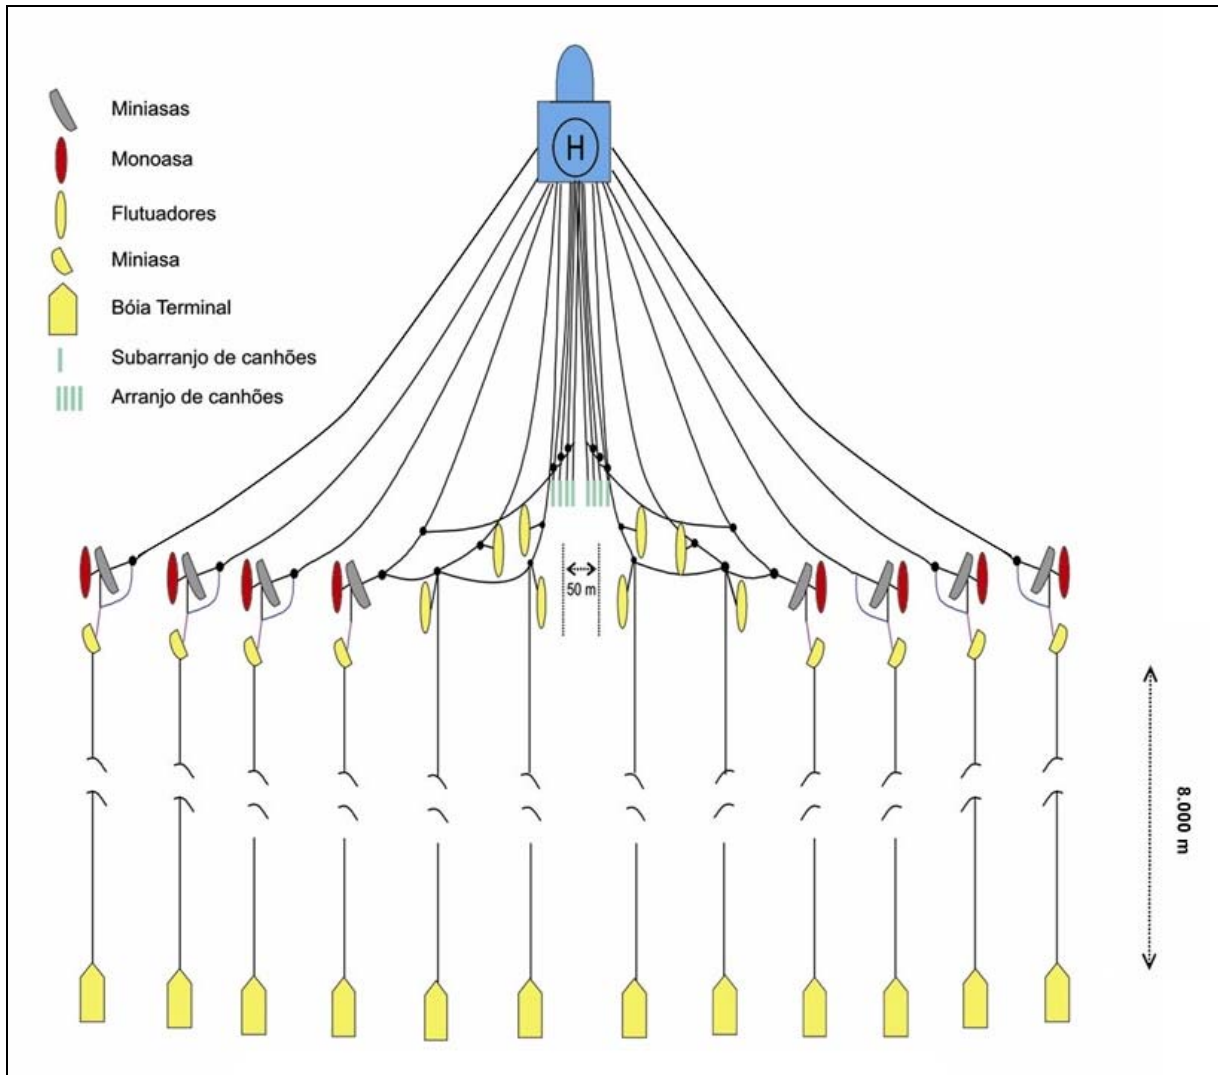 H
Miniasas
Monoasa
Flutuadores
Miniasa
Bóia Terminal
Subarranjo de canhões
Arranjo de canhões
50 m
8.000 m